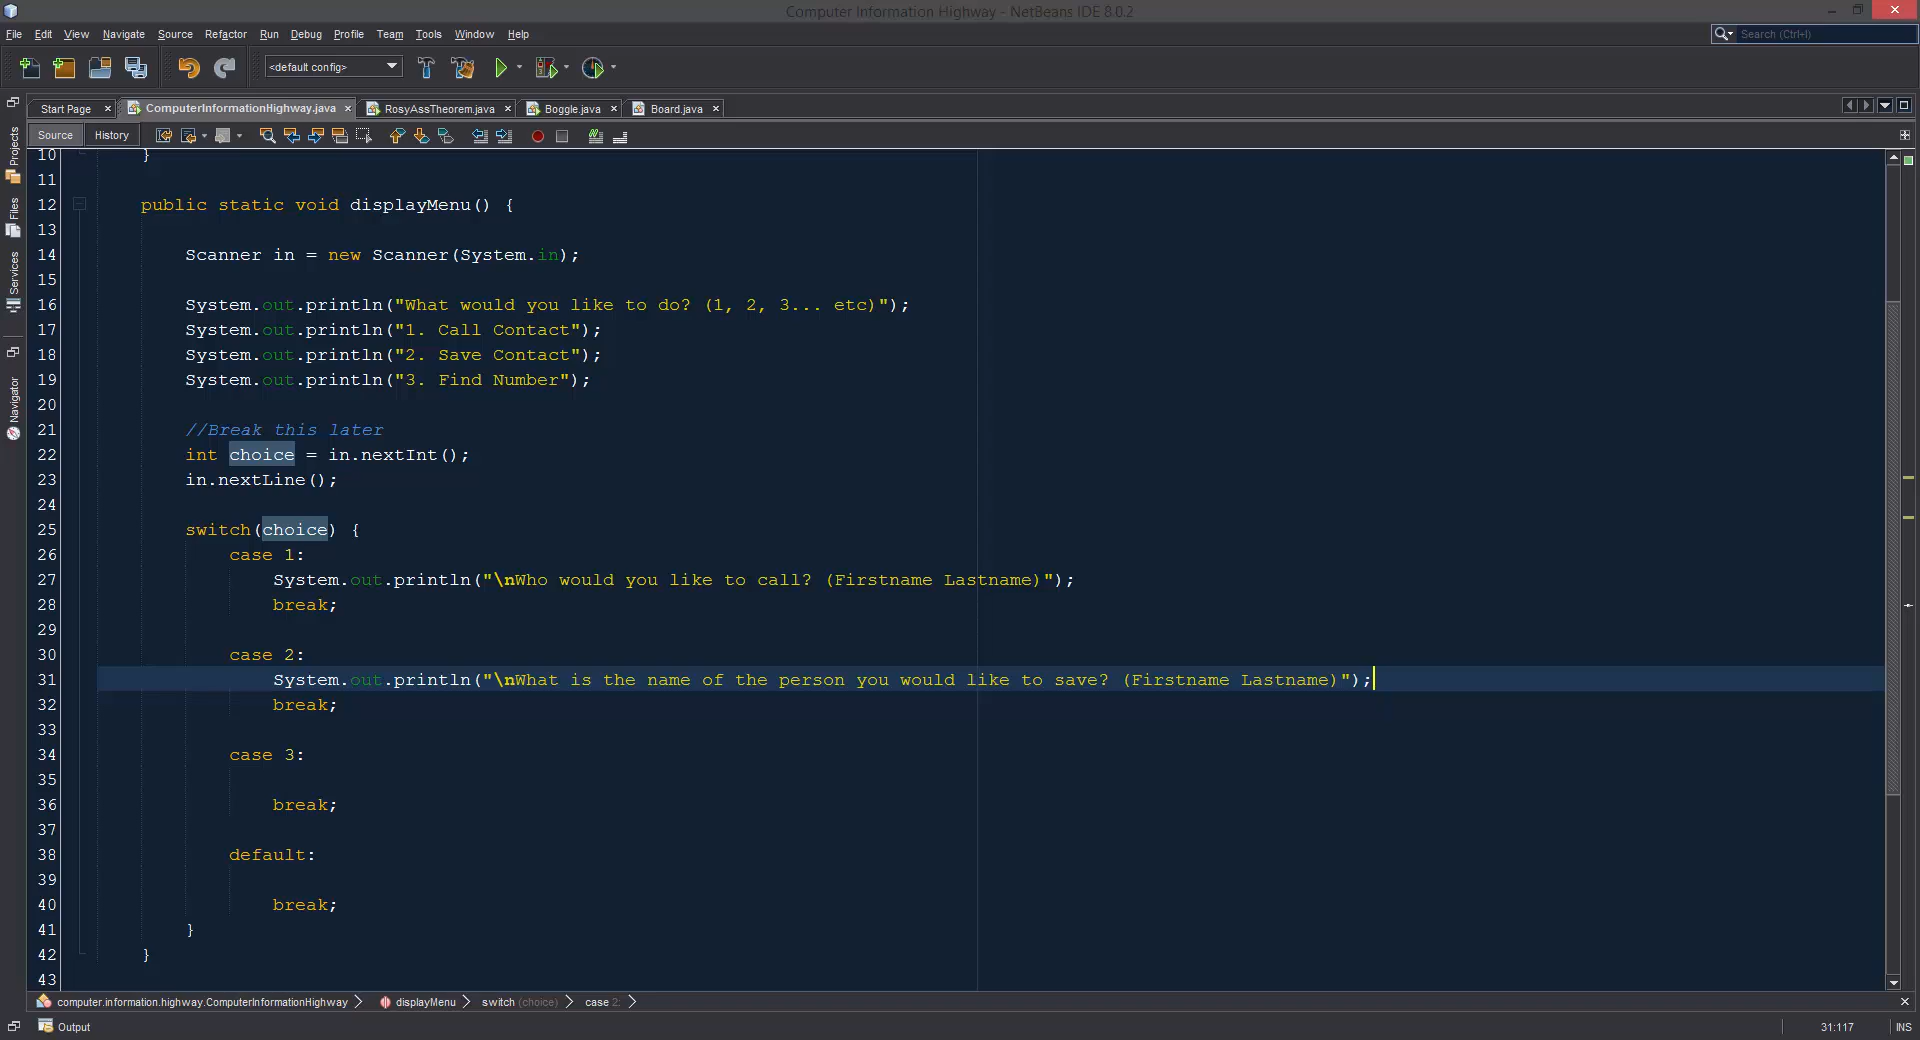 Computer Information Highway - NetBeans IDE 8.0.2
File Edit View Navigate Source Refactor Run Debug Profile Team Tools Window Help
Search (Ctrl+I)
<default config>
Start Page ComputerInformationHighway.java RosyAssTheorem.java Boggle.java Board.java
Source History
Projects
Files
Services
Navigator
10 }
11
12 public static void displayMenu() {
13
14 Scanner in = new Scanner(System.in);
15
16 System.out.println("What would you like to do? (1, 2, 3... etc)");
17 System.out.println("1. Call Contact");
18 System.out.println("2. Save Contact");
19 System.out.println("3. Find Number");
20
21 //Break this later
22 int choice = in.nextInt();
23 in.nextLine();
24
25 switch(choice) {
26 case 1:
27 System.out.println("\nWho would you like to call? (Firstname Lastname)");
28 break;
29
30 case 2:
31 System.out.println("\nWhat is the name of the person you would like to save? (Firstname Lastname)");
32 break;
33
34 case 3:
35
36 break;
37
38 default:
39
40 break;
41 }
42 }
43
computer.information.highway.ComputerInformationHighway displayMenu switch (choice) case 2:
Output
31:117 INS